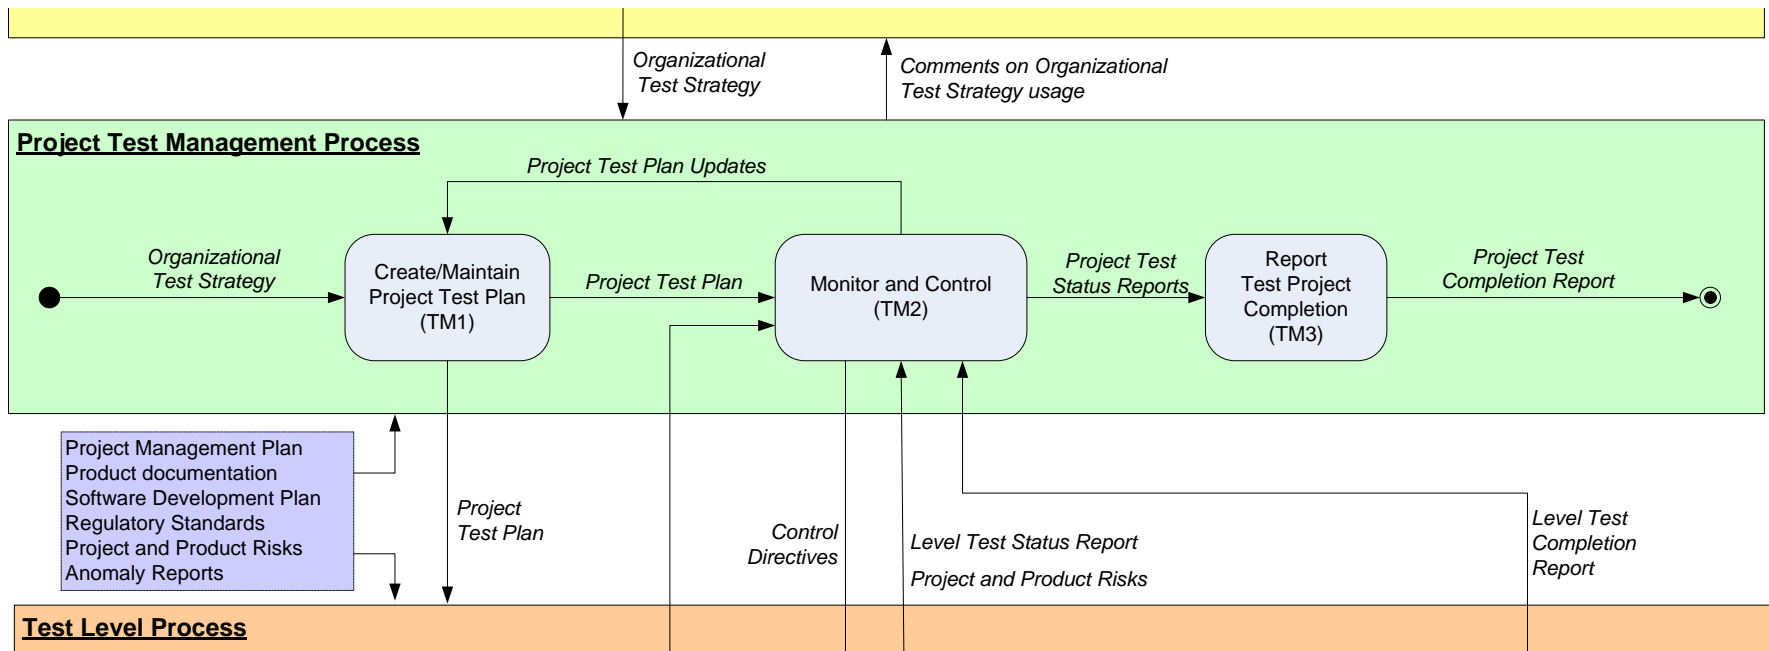 Organizational
Test Strategy
Comments on Organizational
Test Strategy usage
Project Test Management Process
Project Test Plan Updates
Organizational
Test Strategy
Create/Maintain
Project Test Plan
(TM1)
Project Test Plan
Monitor and Control
(TM2)
Project Test
Status Reports
Report
Test Project
Completion
(TM3)
Project Test
Completion Report
Project Management Plan
Product documentation
Software Development Plan
Regulatory Standards
Project and Product Risks
Anomaly Reports
Project
Test Plan
Control
Directives
Level Test Status Report
Project and Product Risks
Level Test
Completion
Report
Test Level Process